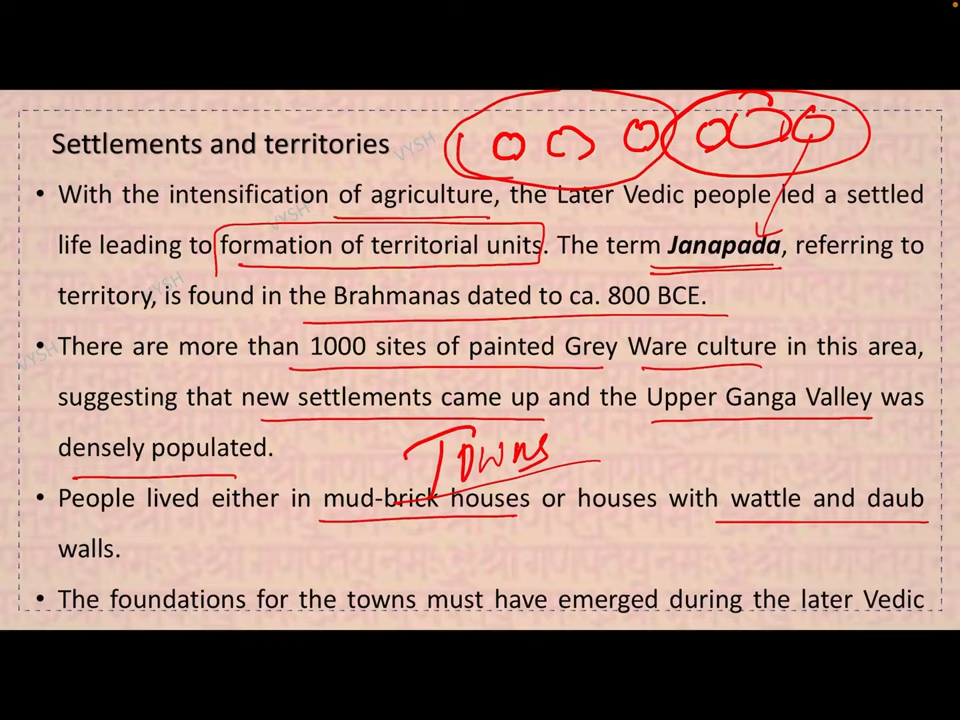 Settlements and territories
VYSH
• With the intensification of agriculture, the Later Vedic people led a settled
VYSH
life leading to formation of territorial units. The term Janapada, referring to
VYSH
territory, is found in the Brahmanas dated to ca. 800 BCE.
• There are more than 1000 sites of painted Grey Ware culture in this area,
VYSH
suggesting that new settlements came up and the Upper Ganga Valley was
densely populated.
Towns
• People lived either in mud-brick houses or houses with wattle and daub
walls.
• The foundations for the towns must have emerged during the later Vedic